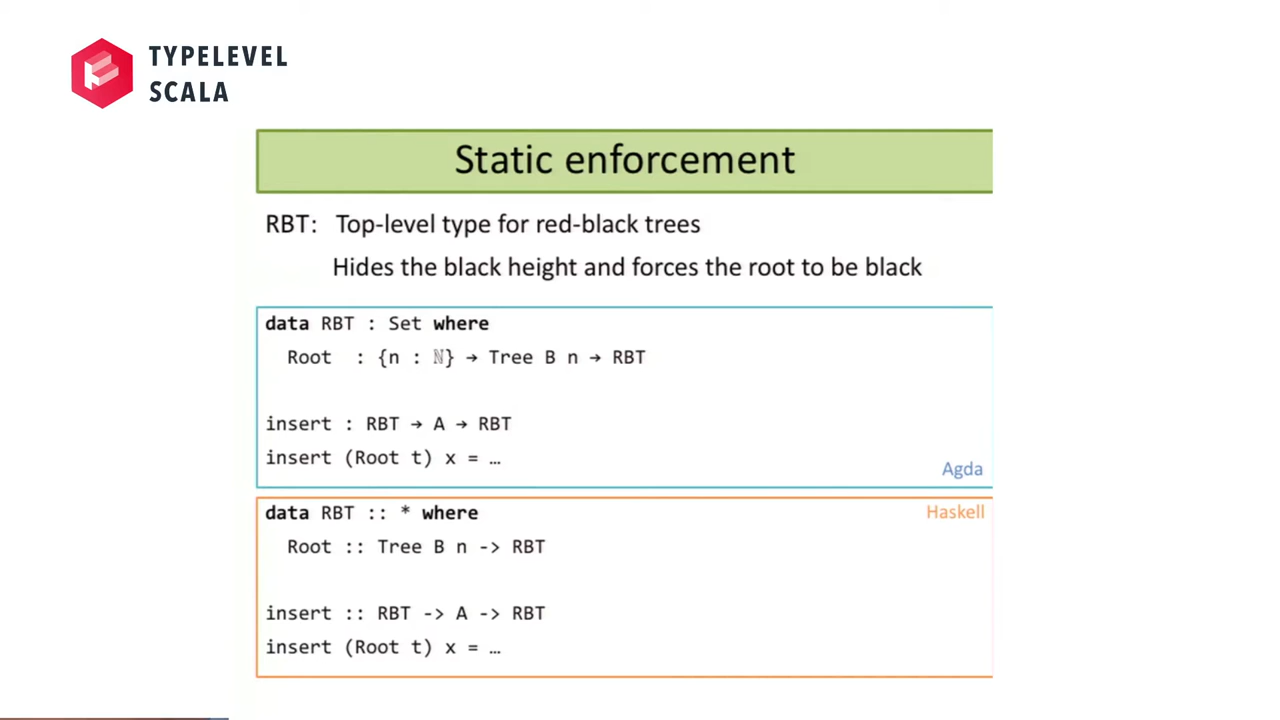 TYPELEVEL
SCALA
Static enforcement
RBT: Top-level type for red-black trees
Hides the black height and forces the root to be black
data RBT : Set where
Root : {n : ℕ} → Tree B n → RBT
insert : RBT → A → RBT
insert (Root t) x = …
Agda
data RBT :: * where
Haskell
Root :: Tree B n -> RBT
insert :: RBT -> A -> RBT
insert (Root t) x = …